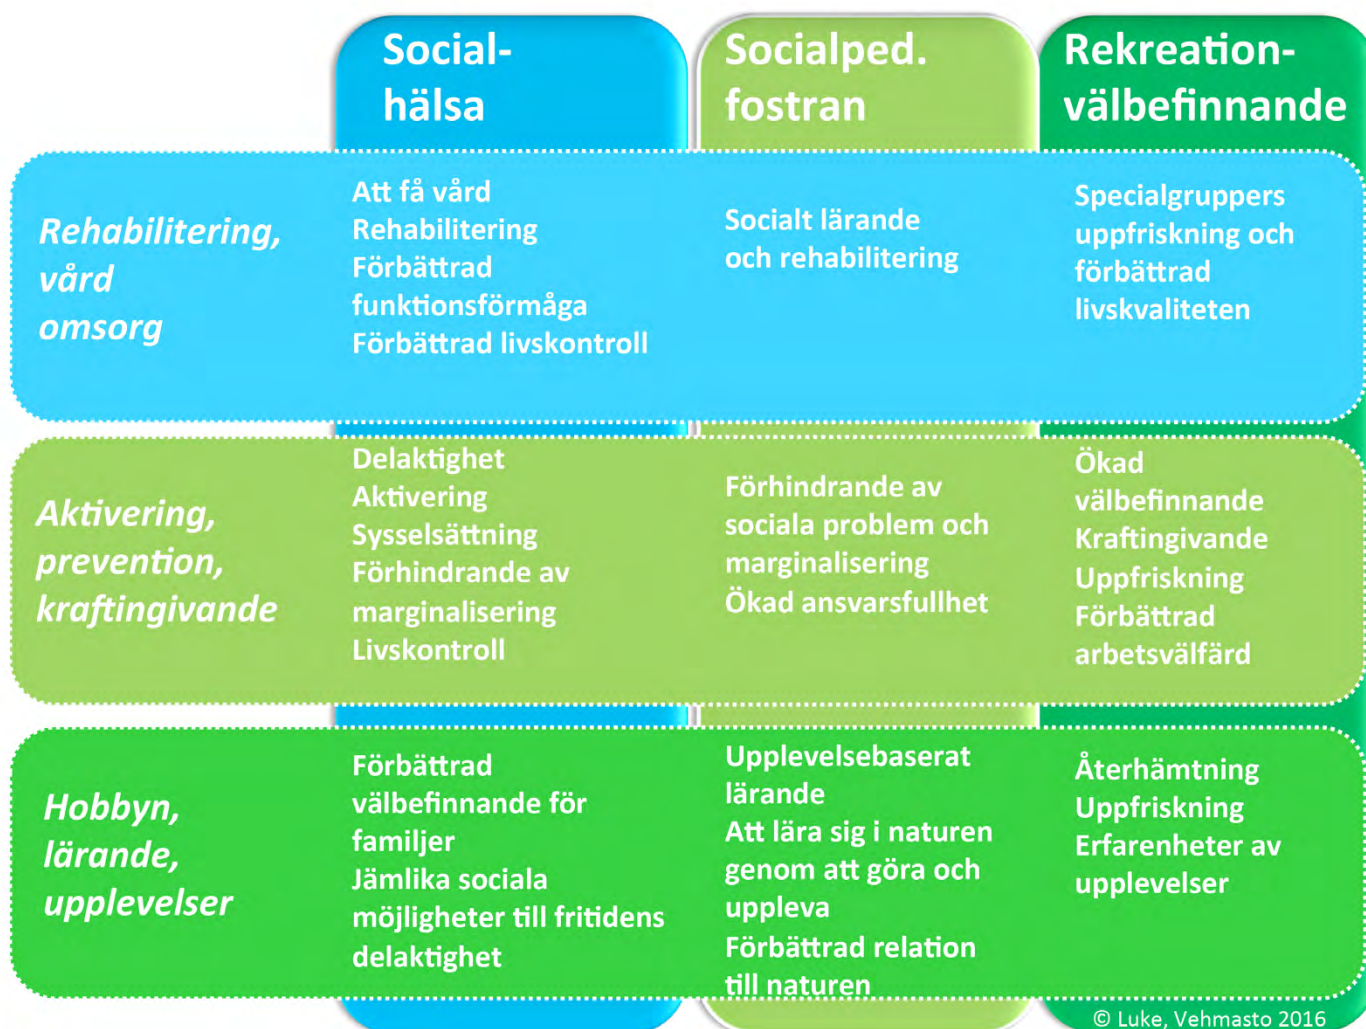 Social-
hälsa
Socialped.
fostran
Rekreation-
välbefinnande
Rehabilitering,
vård
omsorg
Att få vård
Rehabilitering
Förbättrad
funktionsförmåga
Förbättrad livskontroll
Socialt lärande
och rehabilitering
Specialgruppers
uppfriskning och
förbättrad
livskvaliteten
Aktivering,
prevention,
kraftingivande
Delaktighet
Aktivering
Sysselsättning
Förhindrande av
marginalisering
Livskontroll
Förhindrande av
sociala problem och
marginalisering
Ökad ansvarsfullhet
Ökad
välbefinnande
Kraftingivande
Uppfriskning
Förbättrad
arbetsvälfärd
Hobbyn,
lärande,
upplevelser
Förbättrad
välbefinnande för
familjer
Jämlika sociala
möjligheter till fritidens
delaktighet
Upplevelsebaserat
lärande
Att lära sig i naturen
genom att göra och
uppleva
Förbättrad relation
till naturen
Återhämtning
Uppfriskning
Erfarenheter av
upplevelser
© Luke, Vehmasto 2016